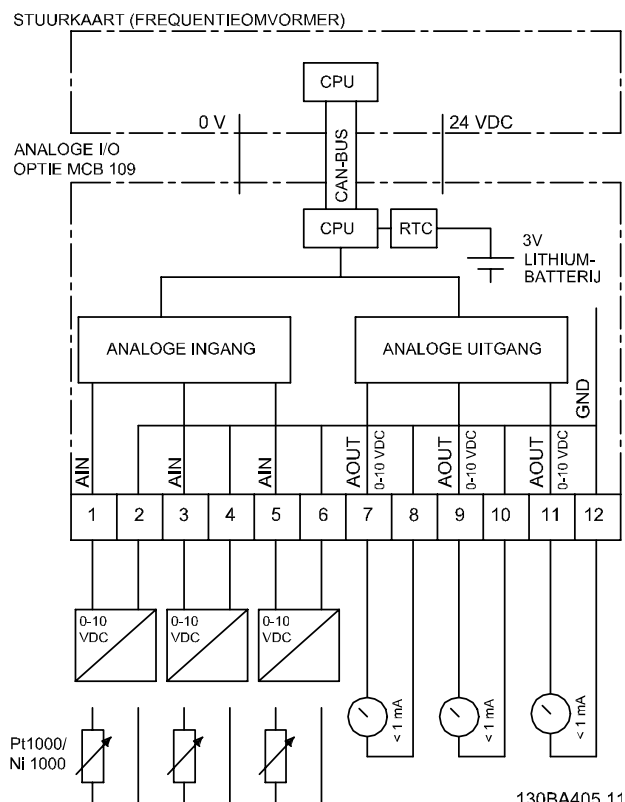 STUURKAART (FREQUENTIEOMVORMER)
CPU
0 V
24 VDC
CAN-BUS
ANALOGE I/O
OPTIE MCB 109
CPU
RTC
3V
LITHIUM-
BATTERIJ
ANALOGE INGANG
ANALOGE UITGANG
GND
AIN
AIN
AIN
AOUT
0-10 VDC
AOUT
0-10 VDC
AOUT
0-10 VDC
1 2 3 4 5 6 7 8 9 10 11 12
0-10
VDC
0-10
VDC
0-10
VDC
< 1 mA
< 1 mA
< 1 mA
Pt1000/
Ni 1000
130BA405.11